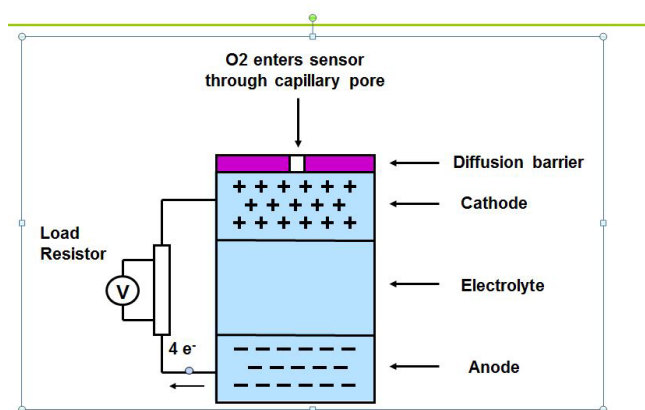 O2 enters sensor
through capillary pore
Diffusion barrier
Cathode
Load
Resistor
V
Electrolyte
4 e-
Anode